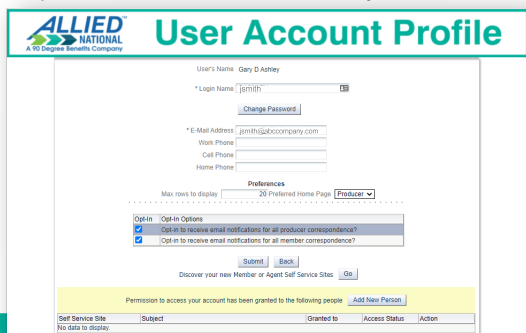 ALLIED
NATIONAL
A 90 Degree Benefits Company
User Account Profile
User's Name Gary D Ashley
* Login Name jsmith
Change Password
* E-Mail Address jsmith@abccompany.com
Work Phone
Cell Phone
Home Phone
Preferences
Max rows to display 20 Preferred Home Page Producer
Opt-In Opt-In Options
Opt-in to receive email notifications for all producer correspondence?
Opt-in to receive email notifications for all member correspondence?
Submit Back
Discover your new Member or Agent Self Service Sites Go
Permission to access your account has been granted to the following people Add New Person
Self Service Site Subject Granted to Access Status Action
No data to display.